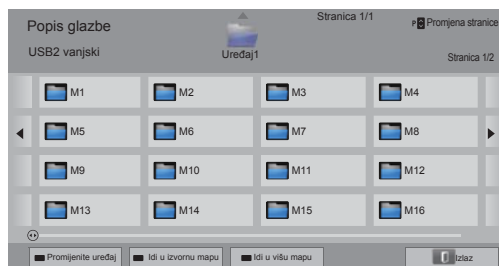 Popis glazbe
Stranica 1/1
P Promjena stranice
USB2 vanjski
Uređaj1
Stranica 1/2
M1 M2 M3 M4
M5 M6 M7 M8
M9 M10 M11 M12
M13 M14 M15 M16
Promijenite uređaj Idi u izvornu mapu Idi u višu mapu Izlaz